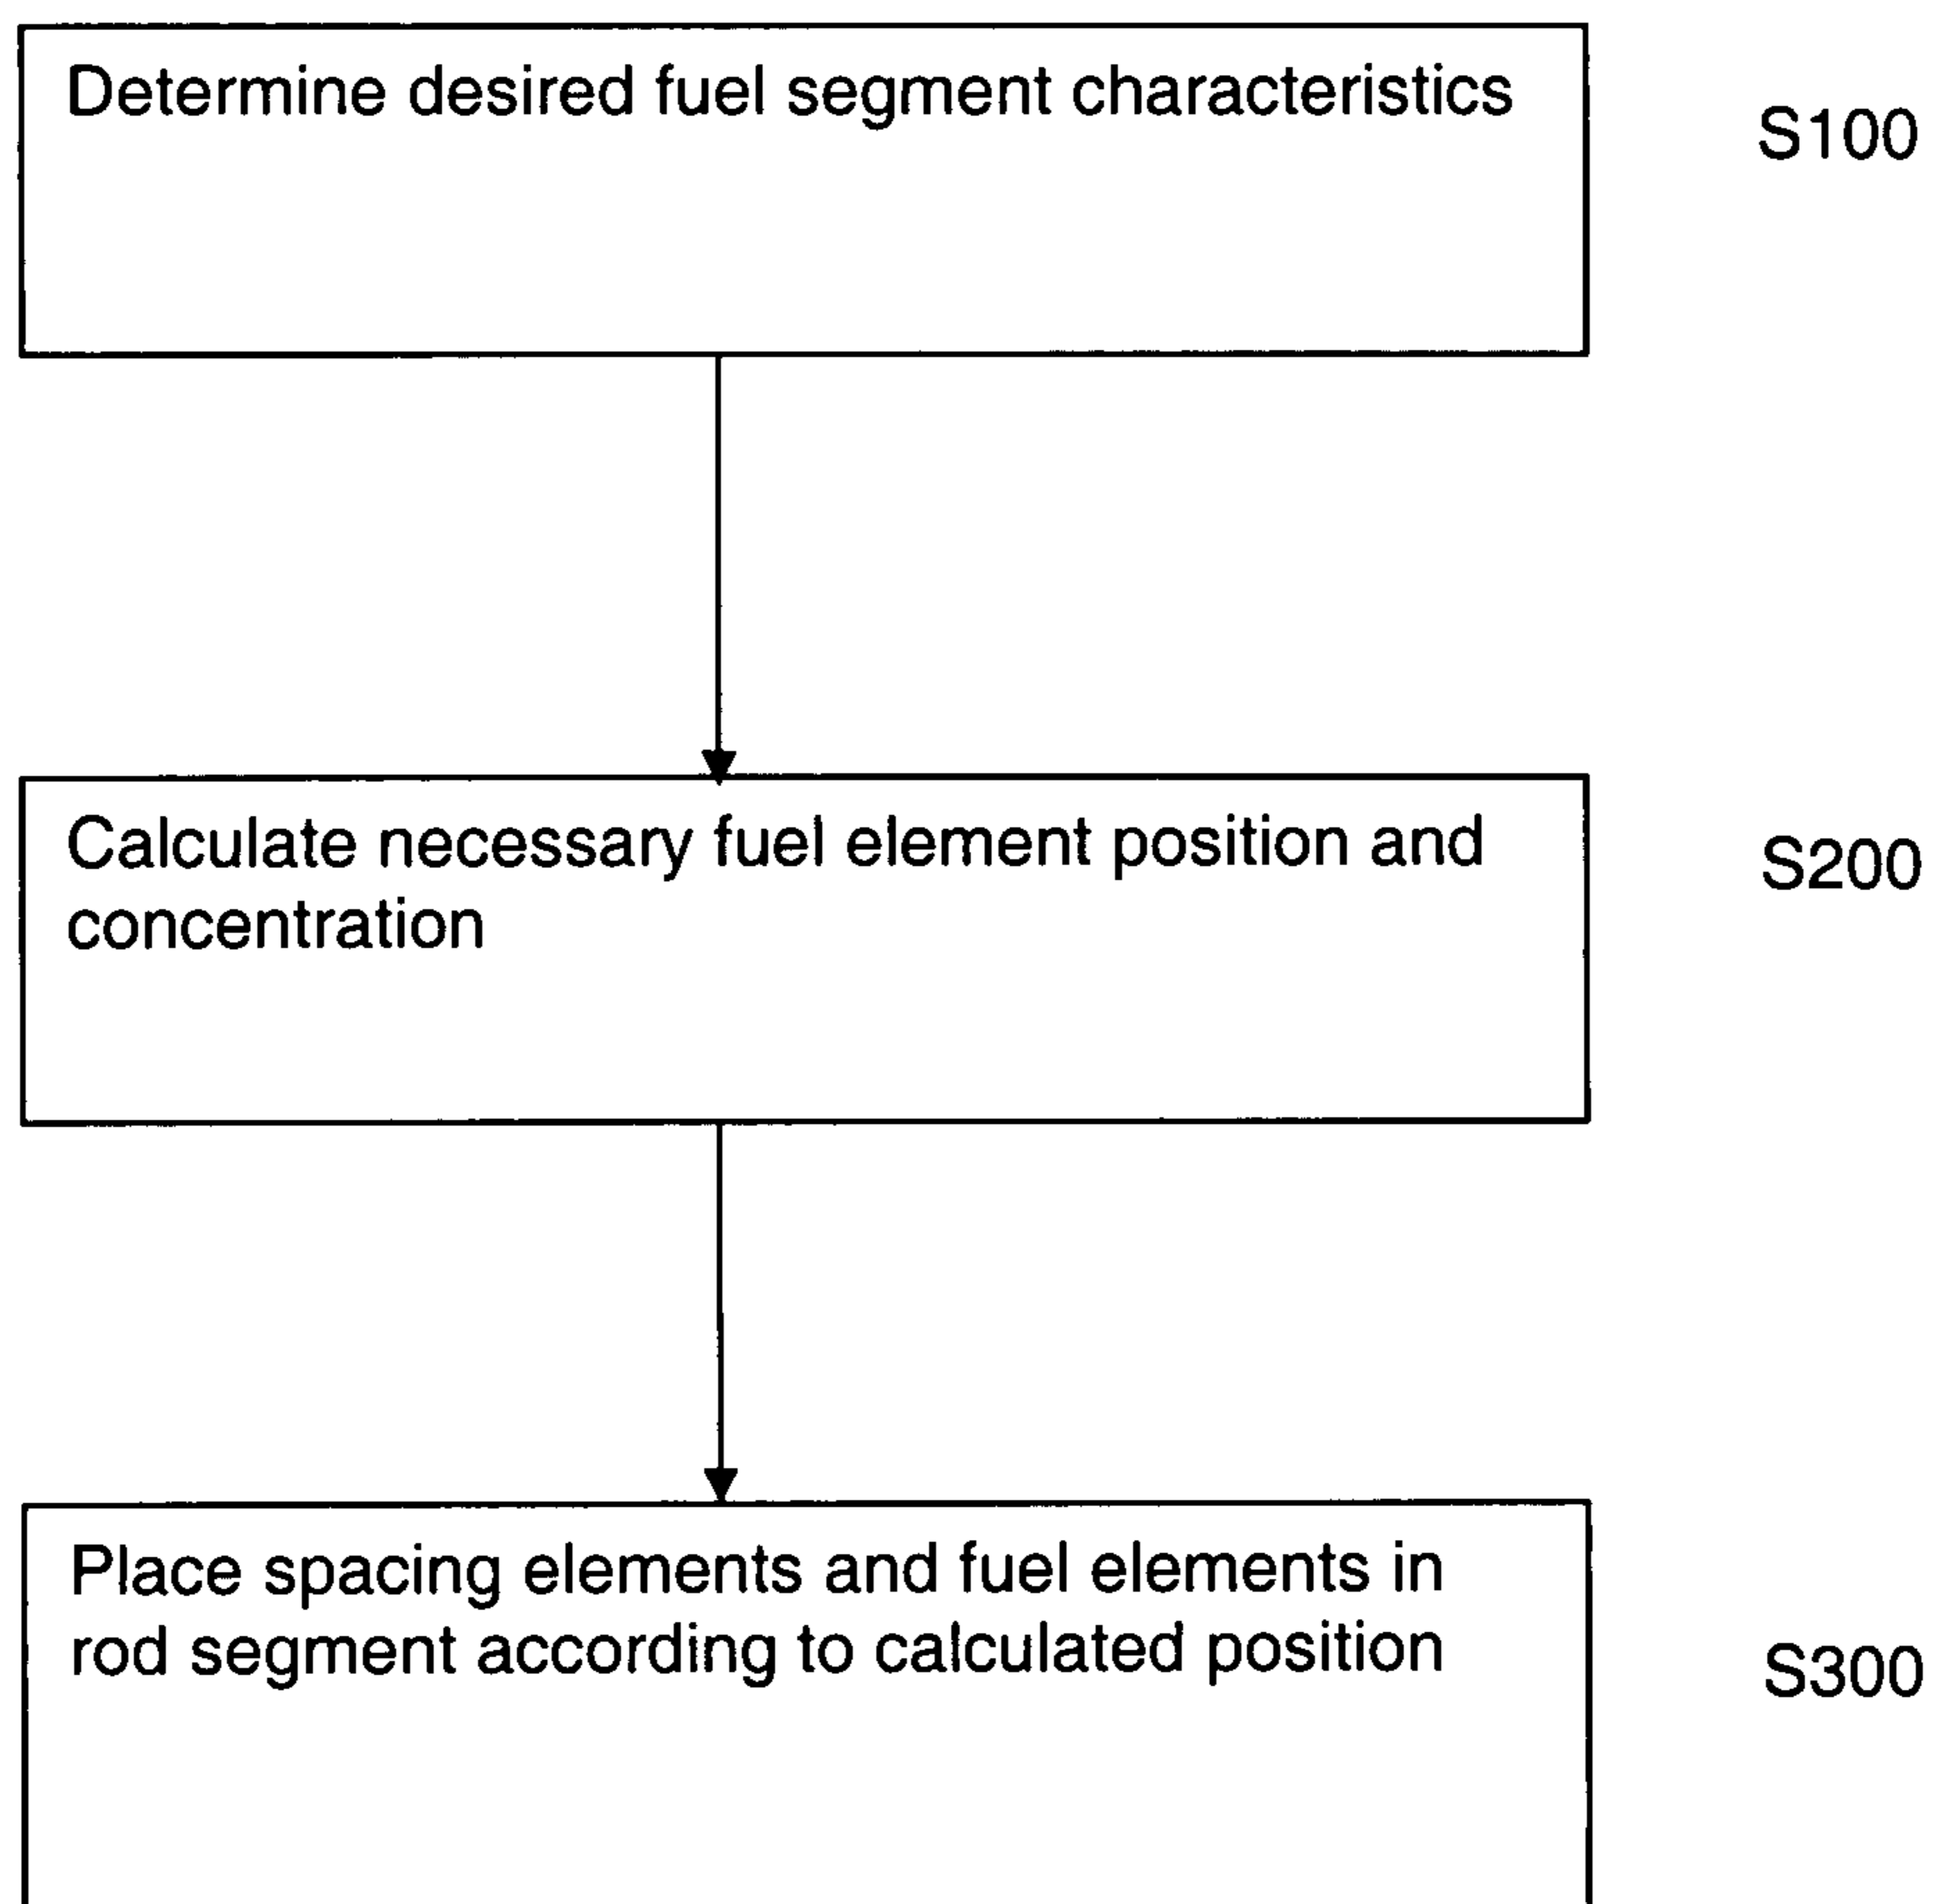 Determine desired fuel segment characteristics
S100
Calculate necessary fuel element position and
concentration
S200
Place spacing elements and fuel elements in
rod segment according to calculated position
S300